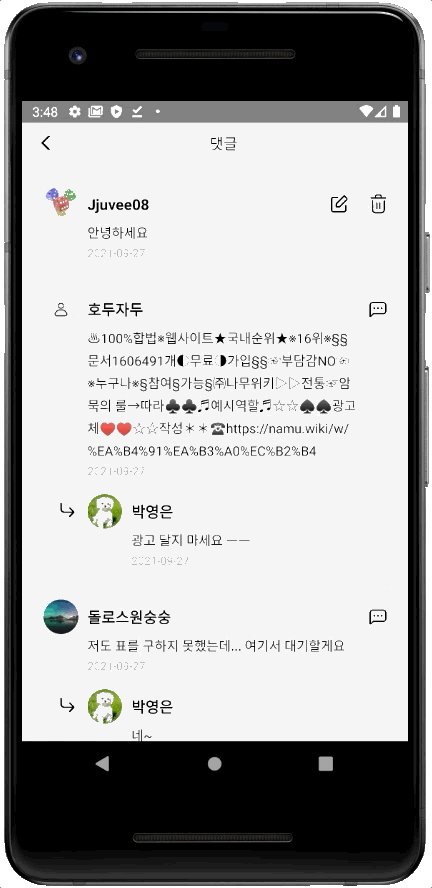 3:48
댓글
Jjuvee08
안녕하세요
2021-09-27
호두자두
♨100%합법※웹사이트★국내순위★※16위※§§
문서1606491개◐무료◑가입§§☜부담감NO☜
※누구나※§참여§가능§㈜나무위키▷▷전통☞암
묵의 룰→따라♣♣♬예시역할♬☆☆♠♠광고
체♥♥☆☆작성＊＊☎https://namu.wiki/w/
%EA%B4%91%EA%B3%A0%EC%B2%B4
2021-09-27
박영은
광고 달지 마세요 ㅡㅡ
2021-09-27
돌로스원숭숭
저도 표를 구하지 못했는데... 여기서 대기할게요
2021-09-27
박영은
네~